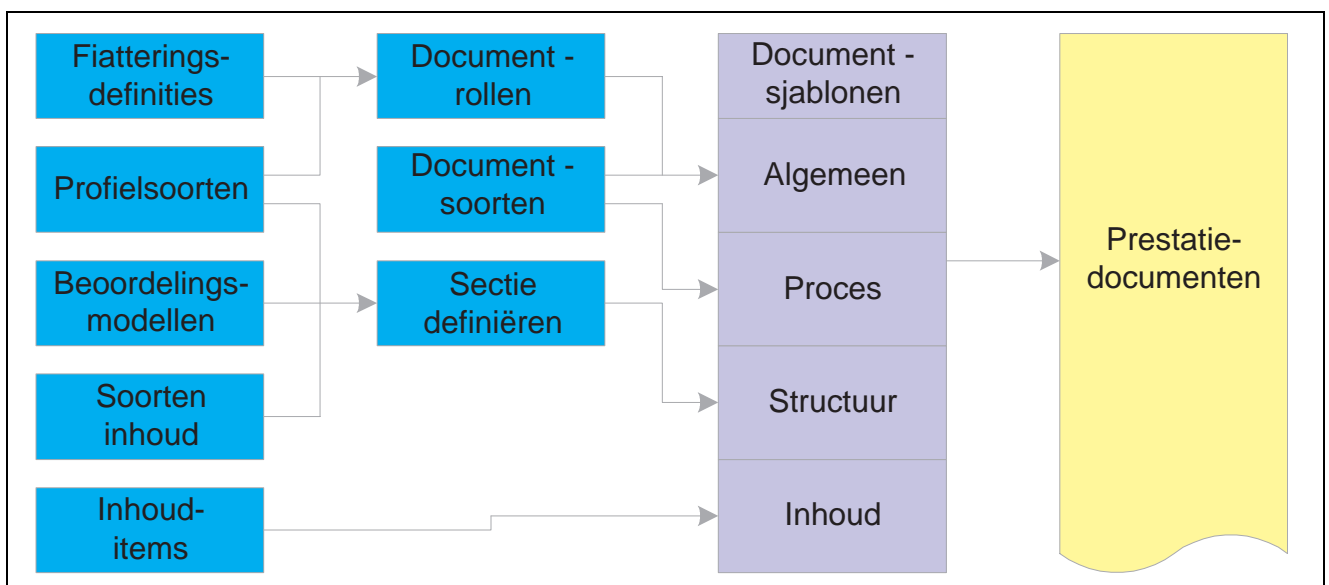 Fiatterings-
definities
Profielsoorten
Beoordelings-
modellen
Soorten
inhoud
Inhoud-
items
Document -
rollen
Document -
soorten
Sectie
definiëren
Document -
sjablonen
Algemeen
Proces
Structuur
Inhoud
Prestatie-
documenten